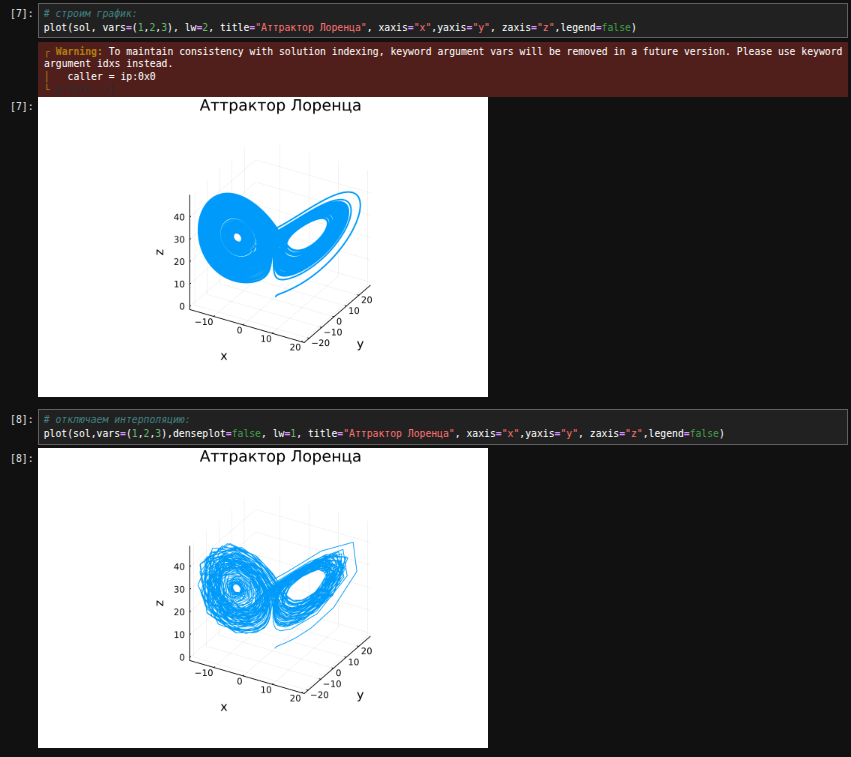 [7]:
# строим график:
plot(sol, vars=(1,2,3), lw=2, title="Аттрактор Лоренца", xaxis="x",yaxis="y", zaxis="z",legend=false)
┌ Warning: To maintain consistency with solution indexing, keyword argument vars will be removed in a future version. Please use keyword
argument idxs instead.
│   caller = ip:0x0
└
[7]:
Аттрактор Лоренца
40
30
20
10
0
z
−10
0
10
20
x
20
10
0
−10
−20
y
[8]:
# отключаем интерполяцию:
plot(sol,vars=(1,2,3),denseplot=false, lw=1, title="Аттрактор Лоренца", xaxis="x",yaxis="y", zaxis="z",legend=false)
[8]:
Аттрактор Лоренца
40
30
20
10
0
z
−10
0
10
20
x
20
10
0
−10
−20
y